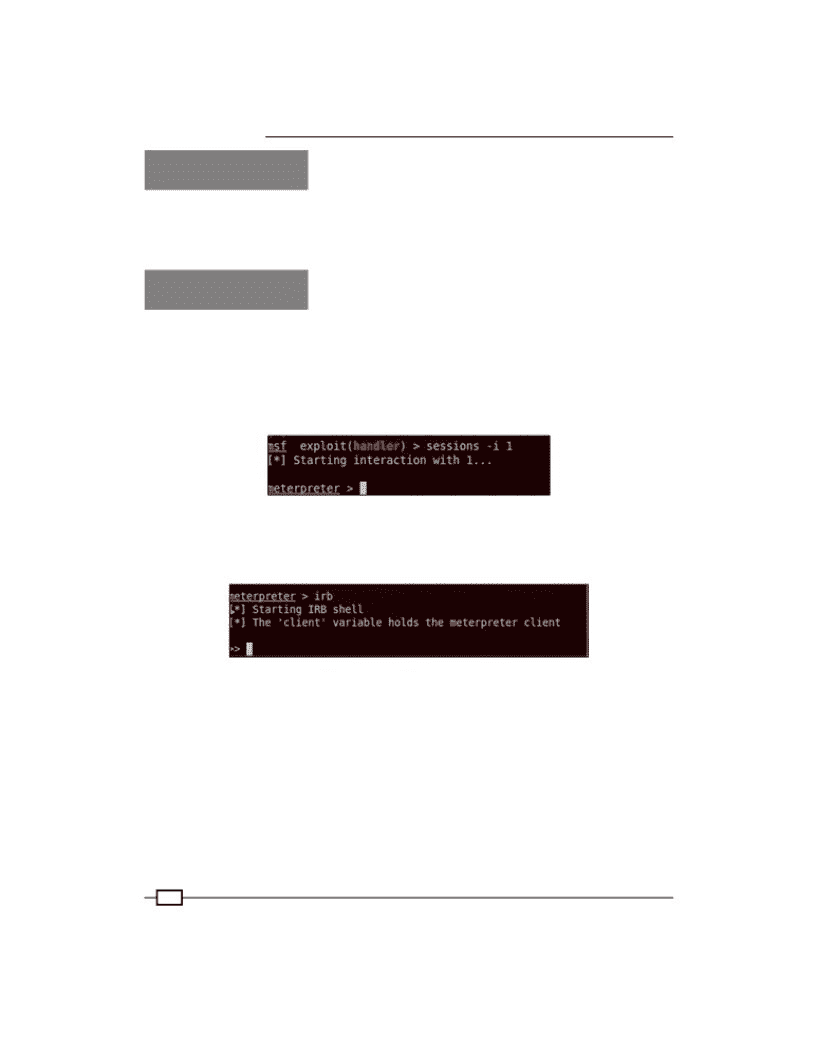 msf  exploit(handler) > sessions -i 1
[*] Starting interaction with 1...
meterpreter >
meterpreter > irb
[*] Starting IRB shell
[*] The 'client' variable holds the meterpreter client
>>